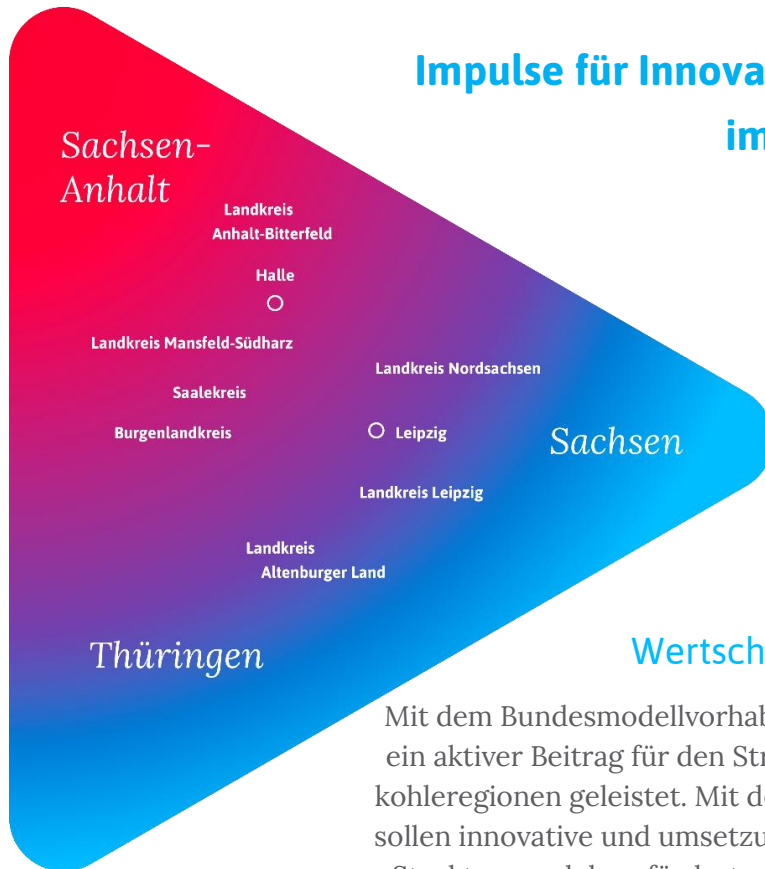 Impulse für Innova
im
Sachsen-
Anhalt
Landkreis
Anhalt-Bitterfeld
Halle
Landkreis Mansfeld-Südharz
Landkreis Nordsachsen
Saalekreis
Burgenlandkreis
Leipzig
Sachsen
Landkreis Leipzig
Landkreis
Altenburger Land
Thüringen
Wertsch
Mit dem Bundesmodellvorhab
ein aktiver Beitrag für den Str
kohleregionen geleistet. Mit de
sollen innovative und umsetzu